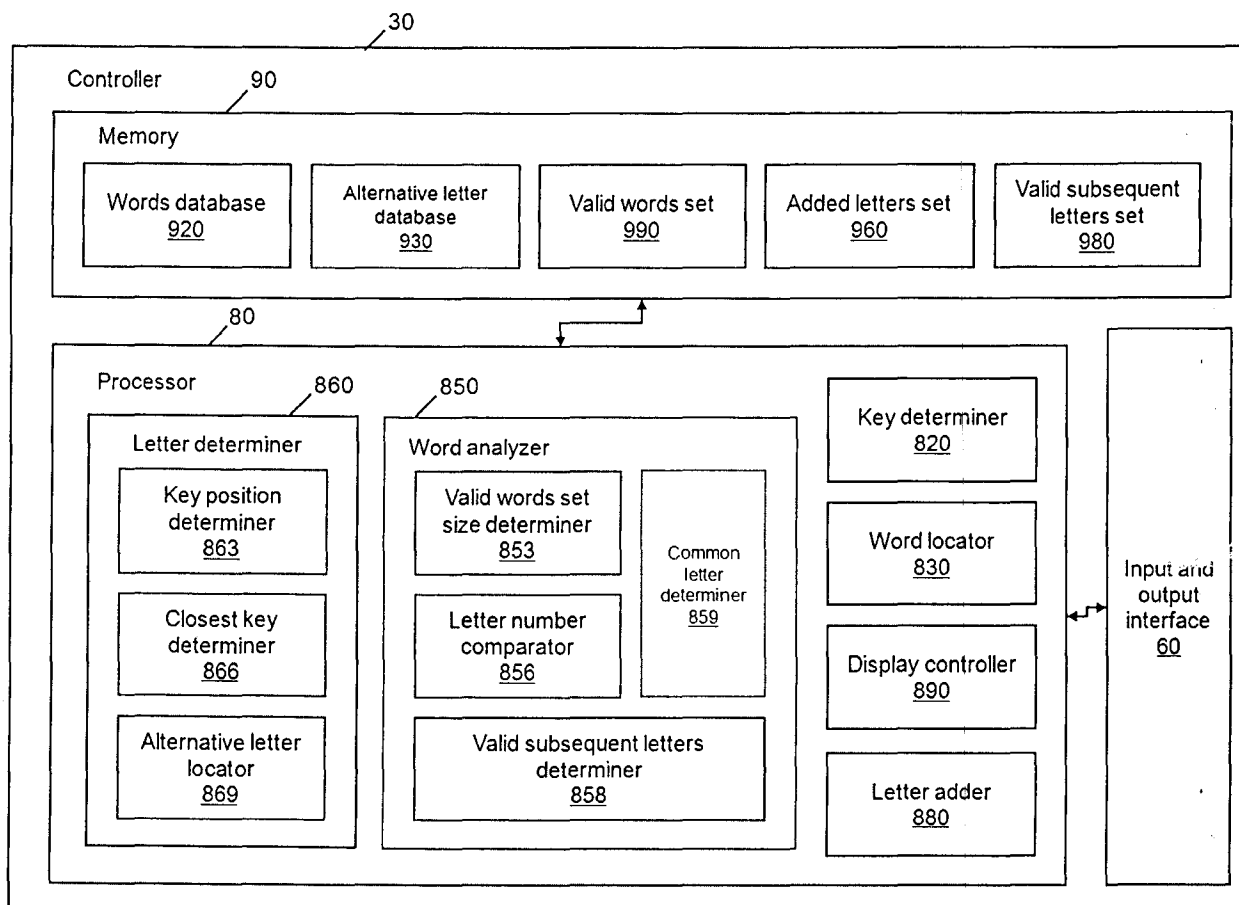 30
Controller
90
Memory
Words database
920
Alternative letter
database
930
Valid words set
990
Added letters set
960
Valid subsequent
letters set
980
80
Processor
860
Letter determiner
Key position
determiner
863
Closest key
determiner
866
Alternative letter
locator
869
850
Word analyzer
Valid words set
size determiner
853
Letter number
comparator
856
Common
letter
determiner
859
Valid subsequent letters
determiner
858
Key determiner
820
Word locator
830
Display controller
890
Letter adder
880
Input and
output
interface
60